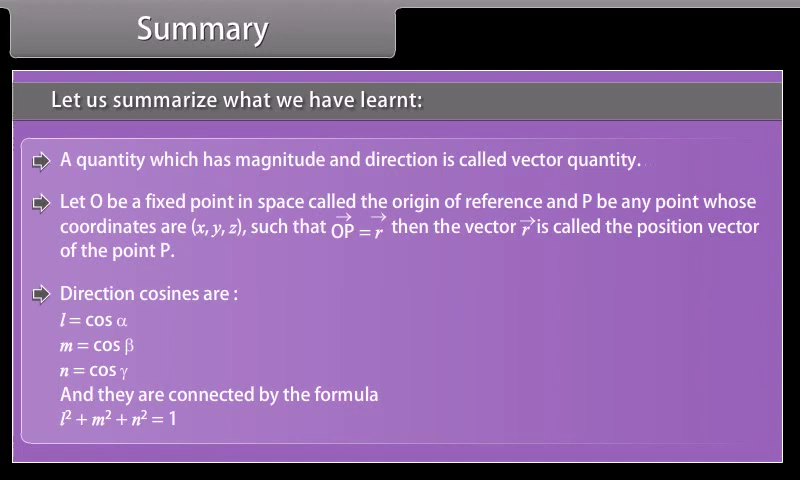 Summary
Let us summarize what we have learnt:
A quantity which has magnitude and direction is called vector quantity.
Let O be a fixed point in space called the origin of reference and P be any point whose
coordinates are (x, y, z), such that \overrightarrow{OP} = \overrightarrow{r} then the vector \overrightarrow{r} is called the position vector
of the point P.
Direction cosines are :
l = cos α
m = cos β
n = cos γ
And they are connected by the formula
l² + m² + n² = 1